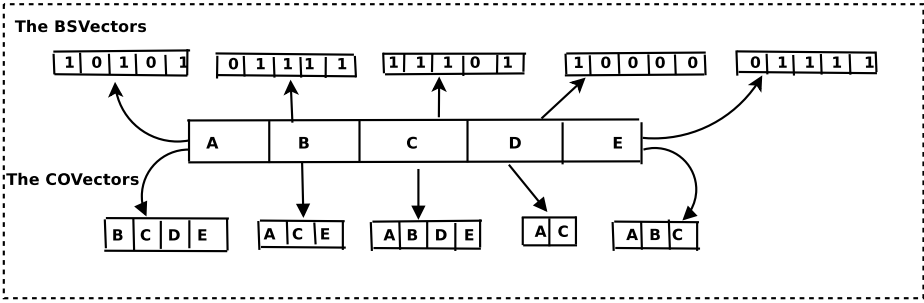 The BSVectors
1 0 1 0 1 0 1 1 1 1 1 1 1 0 1 1 0 0 0 0 0 1 1 1 1
A B C D E
The COVectors
B C D E A C E A B D E A C A B C